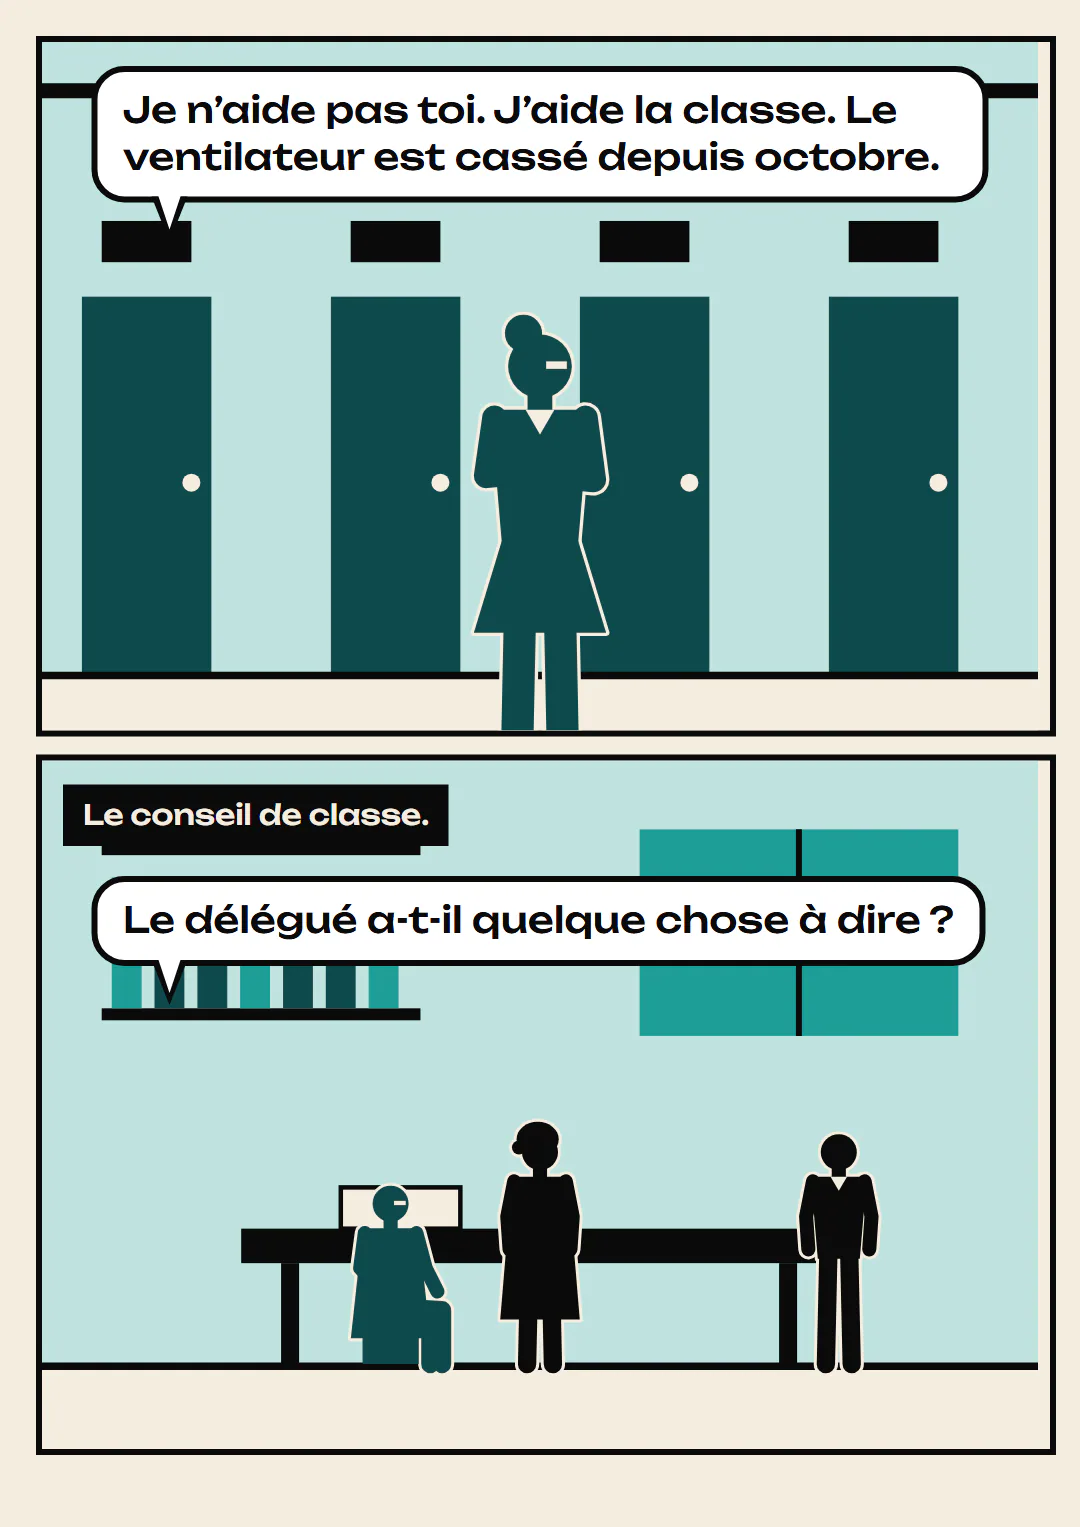 Je n’aide pas toi. J’aide la classe. Le
ventilateur est cassé depuis octobre.
Le conseil de classe.
Le délégué a-t-il quelque chose à dire ?